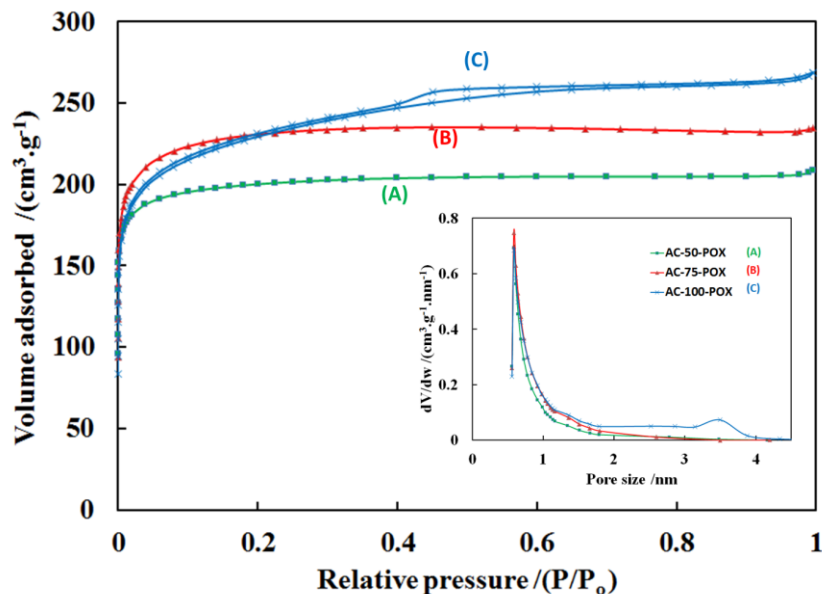 300
250
200
150
100
50
0
Volume adsorbed /(cm³.g⁻¹)
(C)
(B)
(A)
0.8
0.6
0.4
0.2
0
dV/dw /(cm³.g⁻¹.nm⁻¹)
AC-50-POX (A)
AC-75-POX (B)
AC-100-POX (C)
0 1 2 3 4
Pore size /nm
0 0.2 0.4 0.6 0.8 1
Relative pressure /(P/Pₒ)